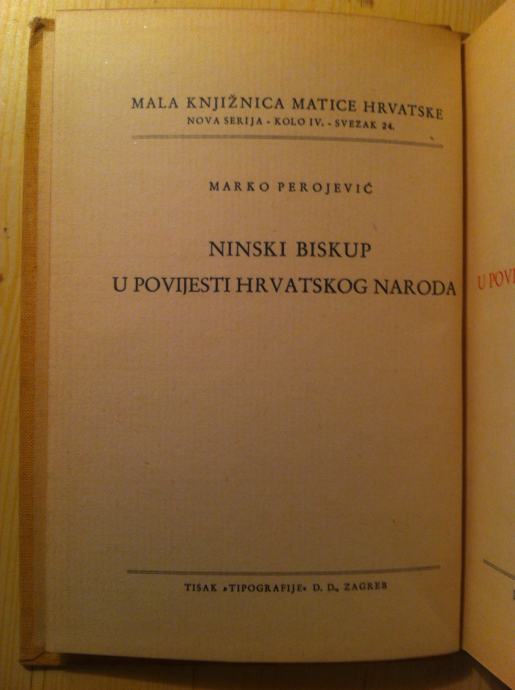 MALA KNJIŽNICA MATICE HRVATSKE
NOVA SERIJA - KOLO IV. - SVEZAK 24.
MARKO PEROJEVIĆ
NINSKI BISKUP
U POVIJESTI HRVATSKOG NARODA
TISAK »TIPOGRAFIJE« D. D., ZAGREB
U POVI